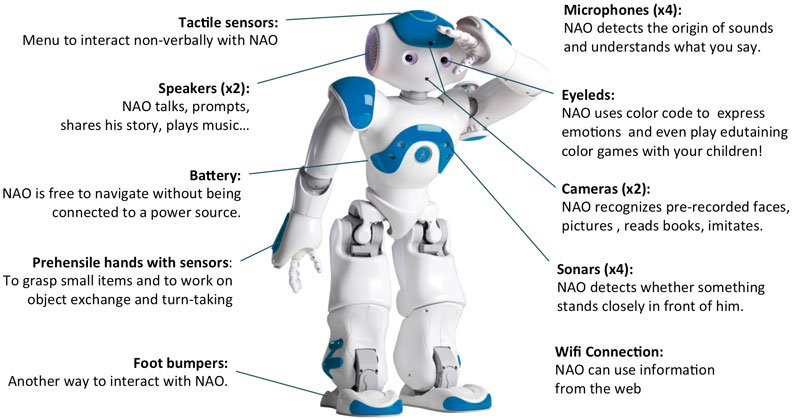 Tactile sensors:
Menu to interact non-verbally with NAO
Speakers (x2):
NAO talks, prompts,
shares his story, plays music…
Battery:
NAO is free to navigate without being
connected to a power source.
Prehensile hands with sensors:
To grasp small items and to work on
object exchange and turn-taking
Foot bumpers:
Another way to interact with NAO.
Microphones (x4):
NAO detects the origin of sounds
and understands what you say.
Eyeleds:
NAO uses color code to express
emotions and even play edutaining
color games with your children!
Cameras (x2):
NAO recognizes pre-recorded faces,
pictures , reads books, imitates.
Sonars (x4):
NAO detects whether something
stands closely in front of him.
Wifi Connection:
NAO can use information
from the web